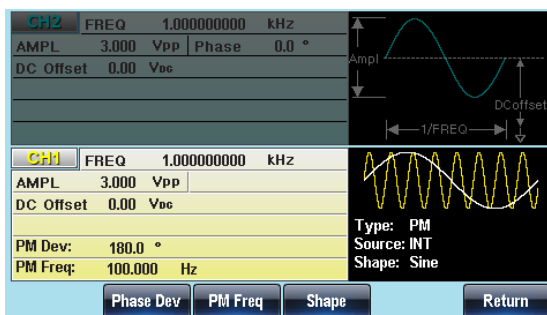 CH2 FREQ 1.000000000 kHz
AMPL 3.000 Vpp Phase 0.0 °
DC Offset 0.00 VDC
Ampl
DCoffset
1/FREQ
CH1 FREQ 1.000000000 kHz
AMPL 3.000 Vpp
DC Offset 0.00 VDC
PM Dev: 180.0 °
PM Freq: 100.000 Hz
Type: PM
Source: INT
Shape: Sine
Phase Dev PM Freq Shape Return